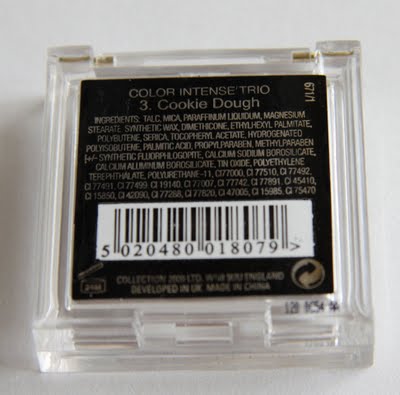 COLOR INTENSE TRIO
3. Cookie Dough
INGREDIENTS: TALC, MICA, PARAFFINUM LIQUIDUM, MAGNESIUM
STEARATE, SYNTHETIC WAX, DIMETHICONE, ETHYLHEXYL PALMITATE,
POLYBUTENE, SERICA, TOCOPHERYL ACETATE, HYDROGENATED
POLYISOBUTENE, PALMITIC ACID, PROPYLPARABEN, METHYLPARABEN
[+/- SYNTHETIC FLUORPHLOGOPITE, CALCIUM SODIUM BOROSILICATE,
CALCIUM ALUMINUM BOROSILICATE, TIN OXIDE, POLYETHYLENE
TEREPHTHALATE, POLYURETHANE-11, CI77000, CI 77510, CI 77492,
CI 77491, CI 77499, CI 19140, CI 77007, CI 77742, CI 77891, CI 45410,
CI 15850, CI 42090, CI 77288, CI 77820, CI 47005, CI 15985, CI 75470
5 020480 018079 >
COLLECTION 2000 LTD. ENGLAND
DEVELOPED IN UK. MADE IN CHINA